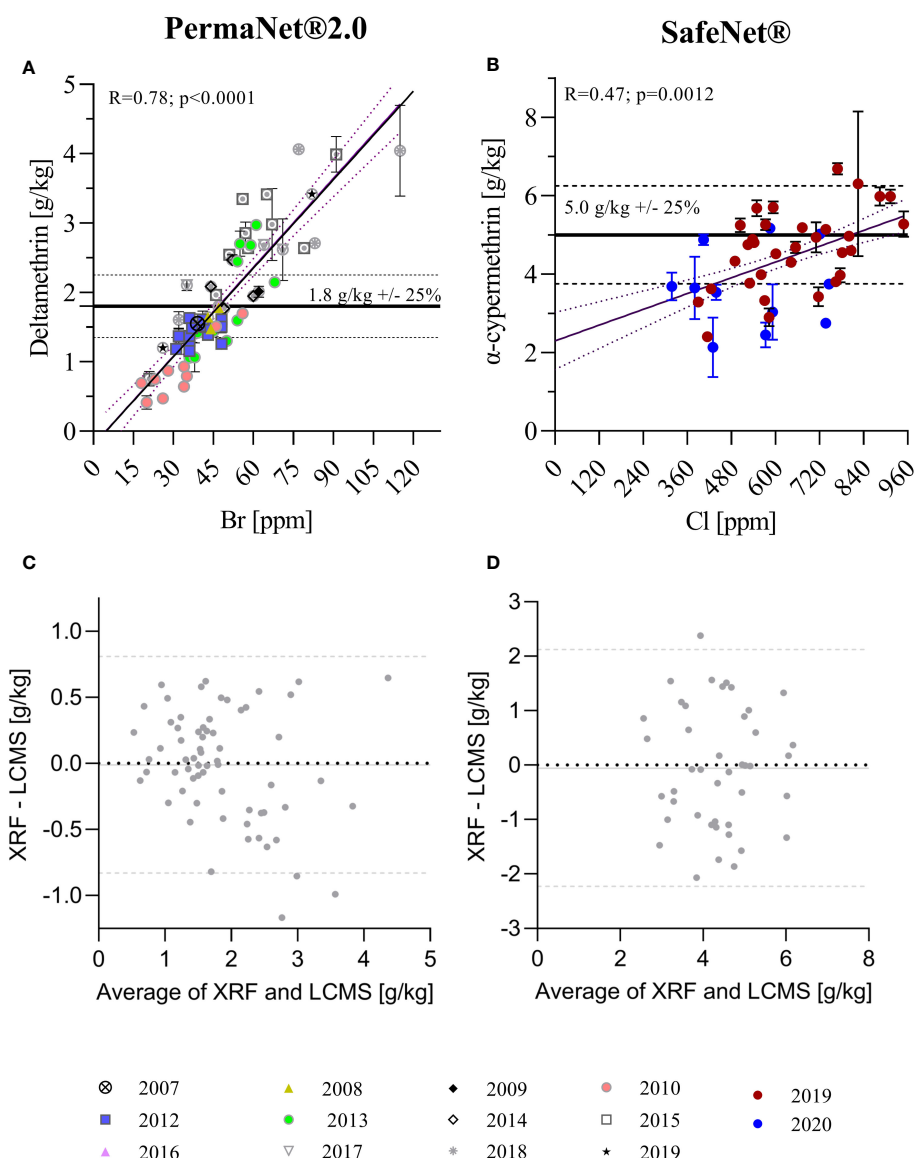 PermaNet®2.0
SafeNet®
A
B
R=0.78; p<0.0001
R=0.47; p=0.0012
5
4
3
2
1
0
Deltamethrin [g/kg]
1.8 g/kg +/- 25%
0 15 30 45 60 75 90 105 120
Br [ppm]
8
6
4
2
0
α-cypermethrin [g/kg]
5.0 g/kg +/- 25%
0 120 240 360 480 600 720 840 960
Cl [ppm]
C
D
1.0
0.5
0.0
-0.5
-1.0
XRF - LCMS [g/kg]
0 1 2 3 4 5
Average of XRF and LCMS [g/kg]
3
2
1
0
-1
-2
-3
XRF - LCMS [g/kg]
0 2 4 6 8
Average of XRF and LCMS [g/kg]
2007 2008 2009 2010 2019
2012 2013 2014 2015 2020
2016 2017 2018 2019